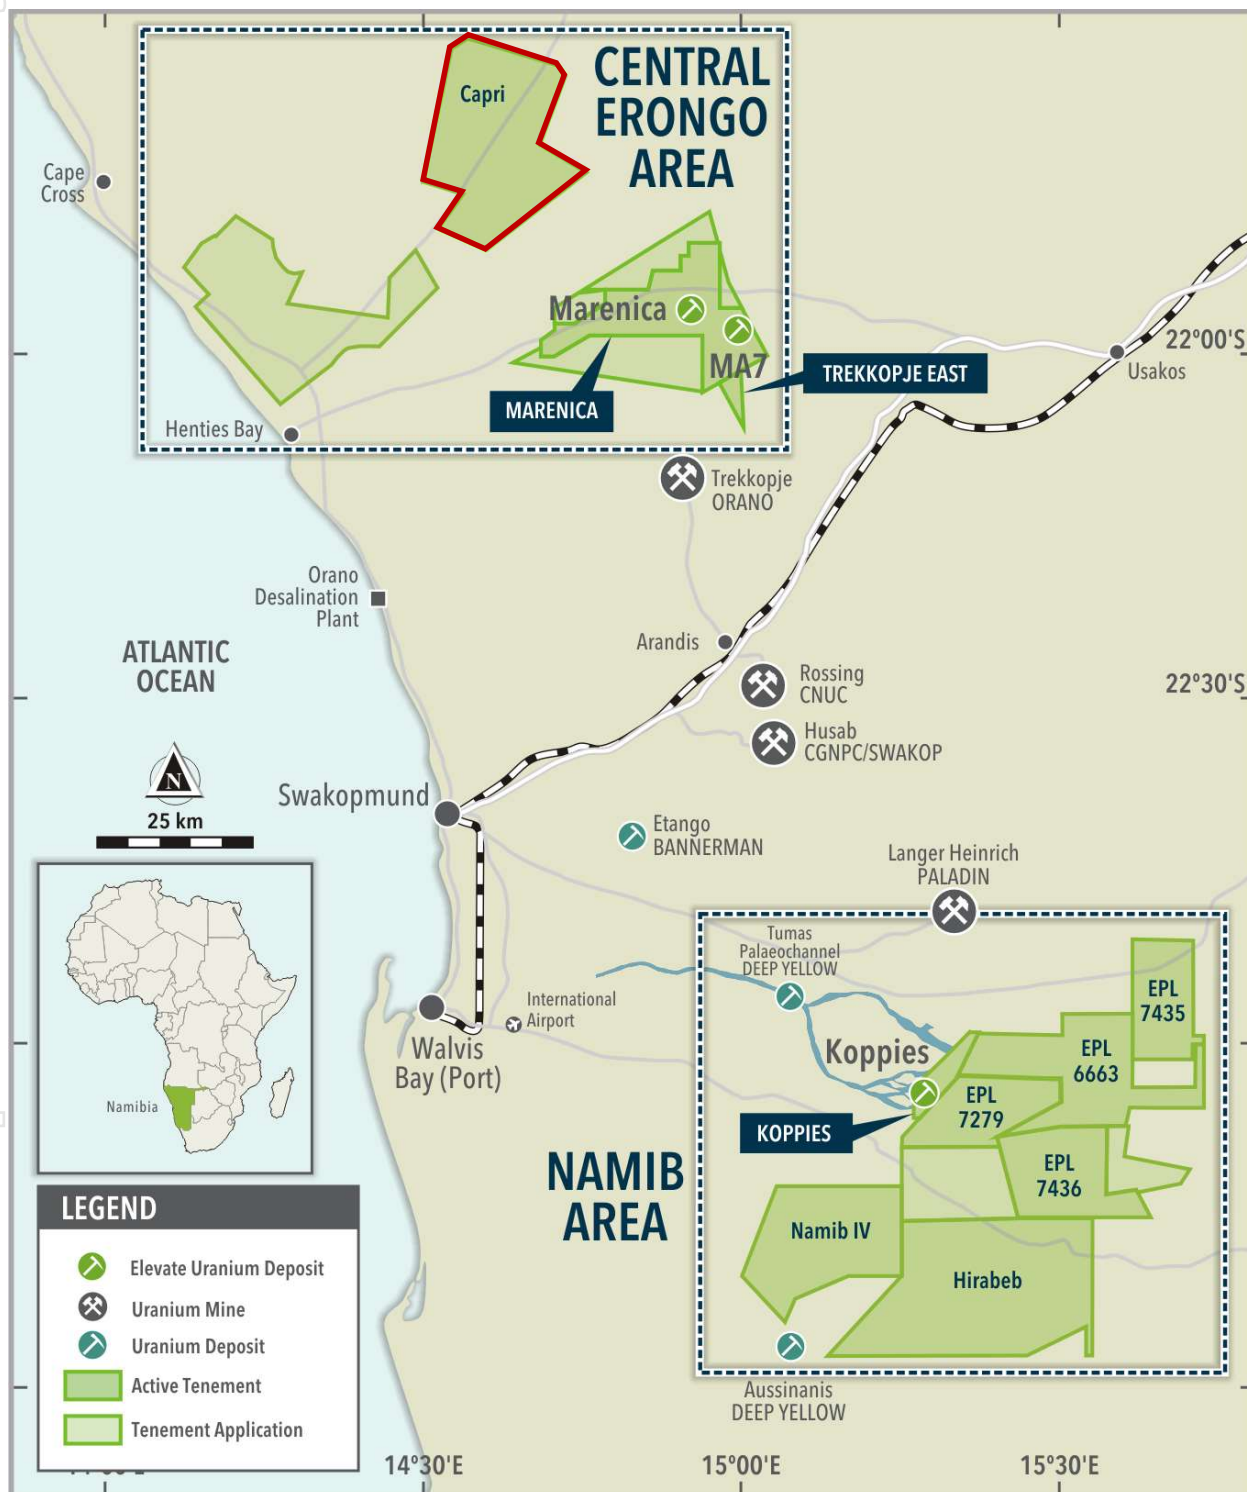 CENTRAL
ERONGO
AREA
Capri
Cape
Cross
Marenica
MA7
TREKKOPJE EAST
MARENICA
22°00'S
Usakos
Henties Bay
Trekkopje
ORANO
Orano
Desalination
Plant
Arandis
ATLANTIC
OCEAN
Rossing
CNUC
22°30'S
Husab
CGNPC/SWAKOP
N
25 km
Swakopmund
Etango
BANNERMAN
Langer Heinrich
PALADIN
Tumas
Palaeochannel
DEEP YELLOW
International
Airport
Walvis
Bay (Port)
Koppies
EPL
7435
EPL
6663
EPL
7279
KOPPIES
EPL
7436
Namibia
NAMIB
AREA
Namib IV
Hirabeb
LEGEND
Elevate Uranium Deposit
Uranium Mine
Uranium Deposit
Active Tenement
Tenement Application
Aussinanis
DEEP YELLOW
14°30'E
15°00'E
15°30'E